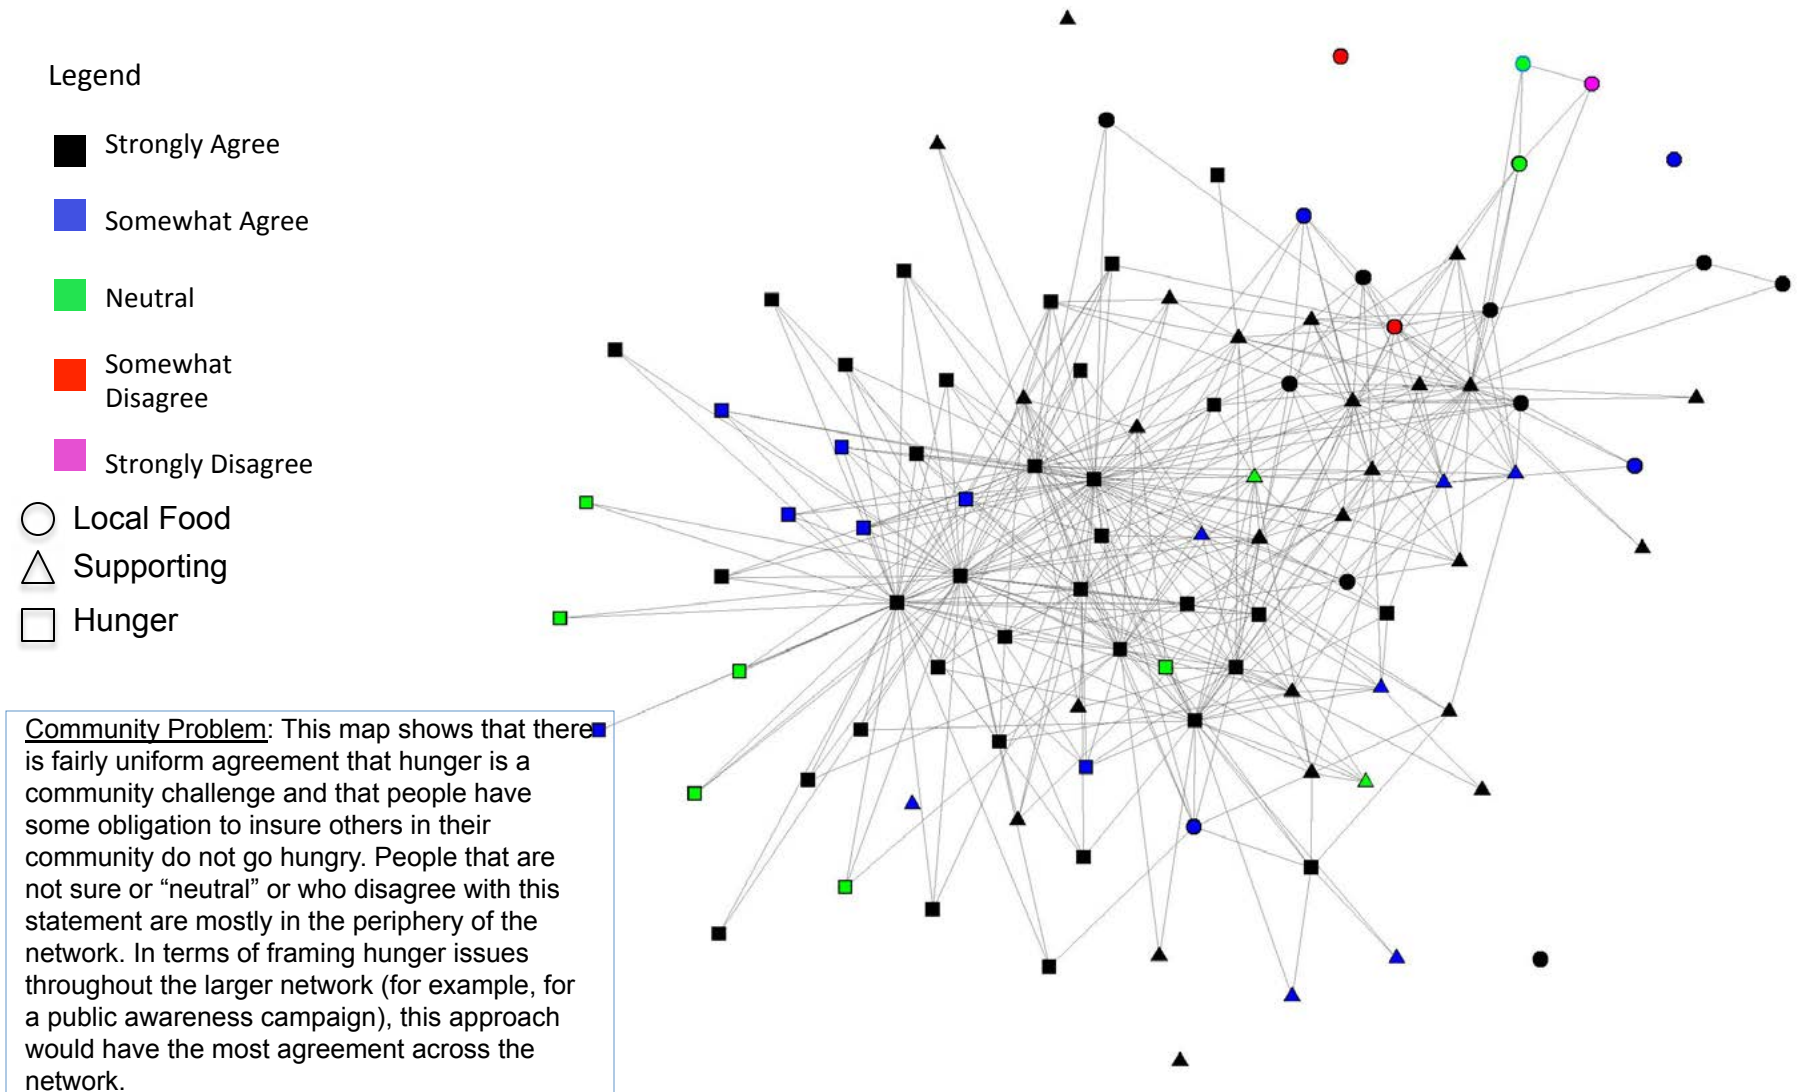 Legend
Strongly Agree
Somewhat Agree
Neutral
Somewhat
Disagree
Strongly Disagree
Local Food
Supporting
Hunger
Community Problem: This map shows that there
is fairly uniform agreement that hunger is a
community challenge and that people have
some obligation to insure others in their
community do not go hungry. People that are
not sure or “neutral” or who disagree with this
statement are mostly in the periphery of the
network. In terms of framing hunger issues
throughout the larger network (for example, for
a public awareness campaign), this approach
would have the most agreement across the
network.